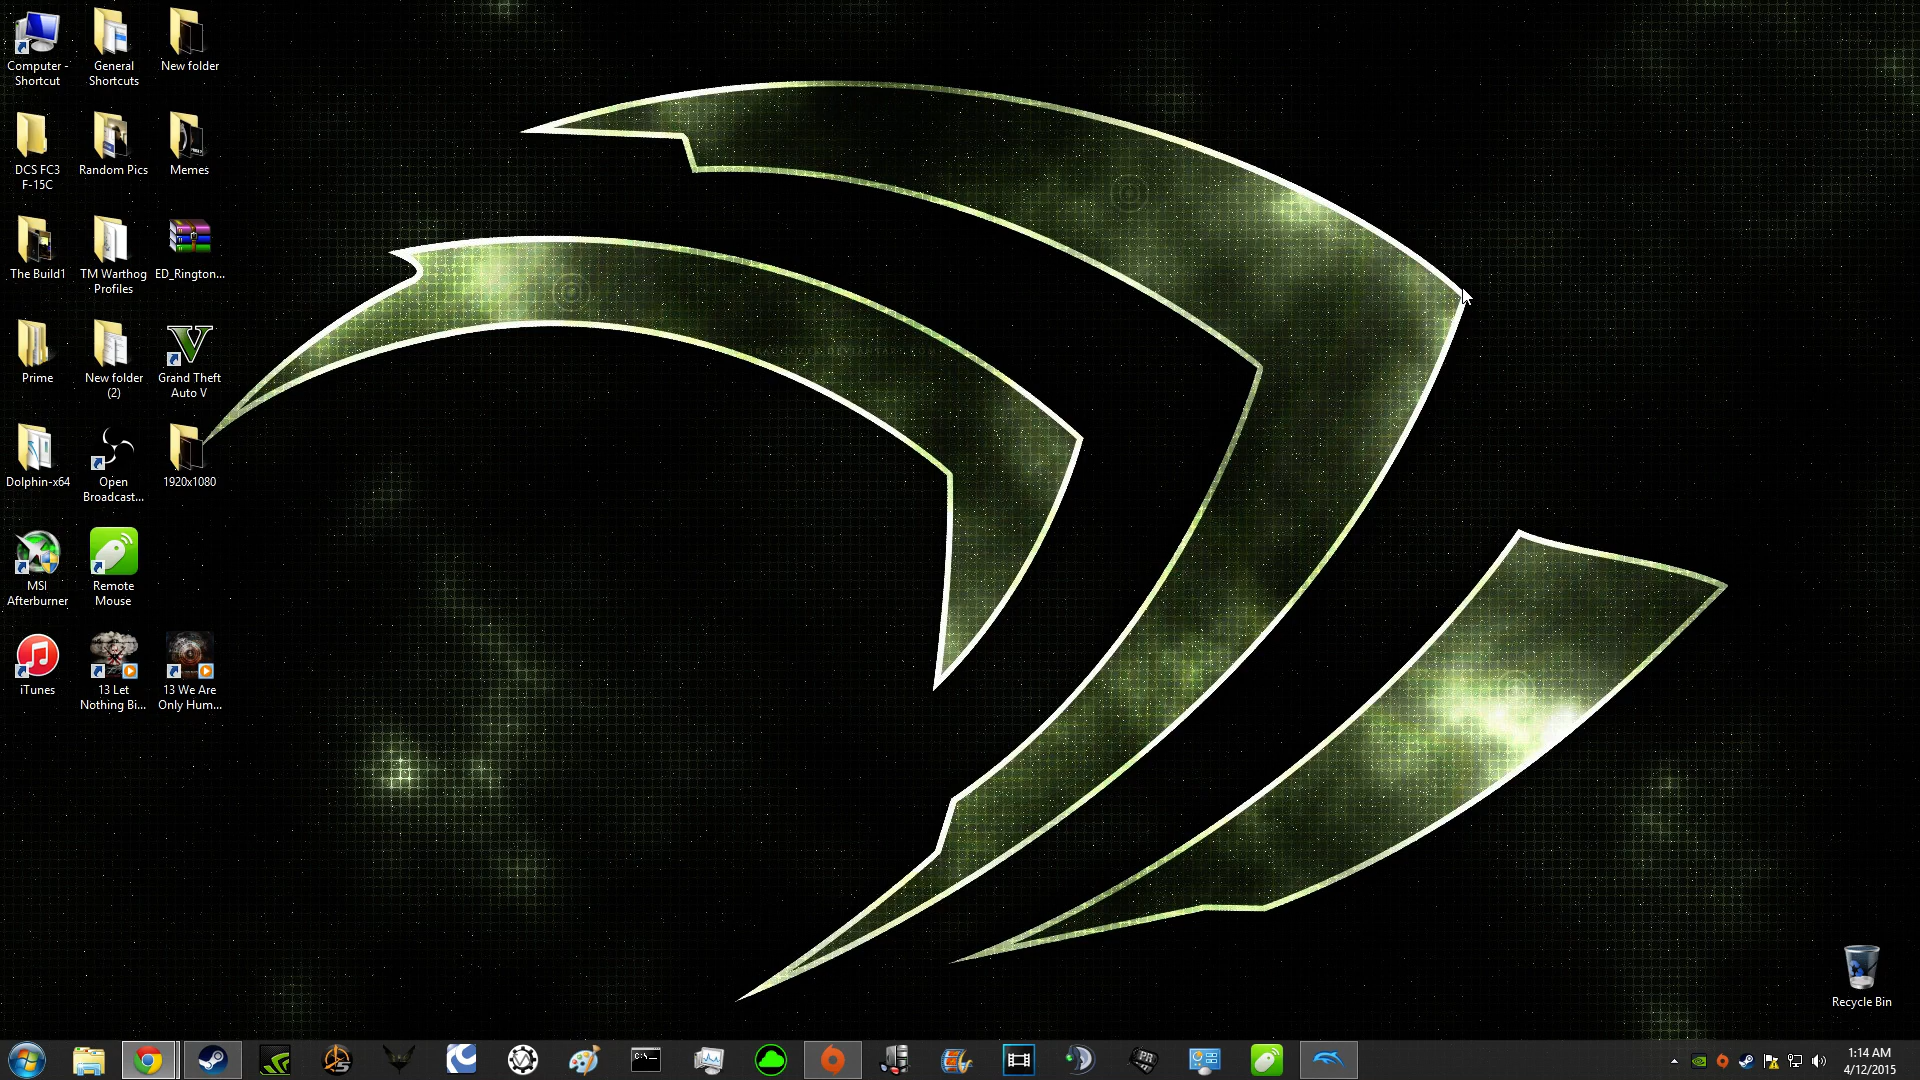 Computer -
Shortcut
General
Shortcuts
New folder
DCS FC3
F-15C
Random Pics
Memes
The Build1
TM Warthog
Profiles
ED_Rington...
Prime
New folder
(2)
Grand Theft
Auto V
Dolphin-x64
Open
Broadcast...
1920x1080
MSI
Afterburner
Remote
Mouse
iTunes
13 Let
Nothing Bi...
13 We Are
Only Hum...
Recycle Bin
C:\_
PR
1:14 AM
4/12/2015